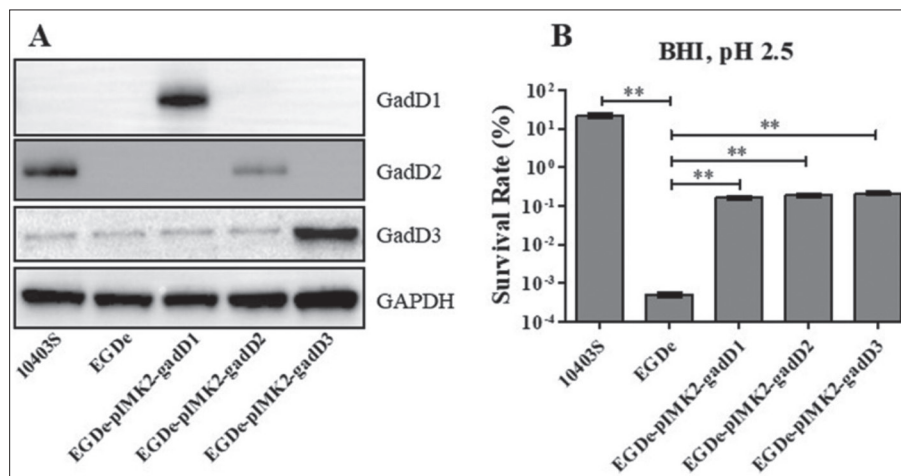 A
GadD1
GadD2
GadD3
GAPDH
10403S
EGDe
EGDe-pIMK2-gadD1
EGDe-pIMK2-gadD2
EGDe-pIMK2-gadD3
B
BHI, pH 2.5
Survival Rate (%)
10²
10¹
10⁰
10⁻¹
10⁻²
10⁻³
10⁻⁴
**
**
**
**
10403S
EGDe
EGDe-pIMK2-gadD1
EGDe-pIMK2-gadD2
EGDe-pIMK2-gadD3